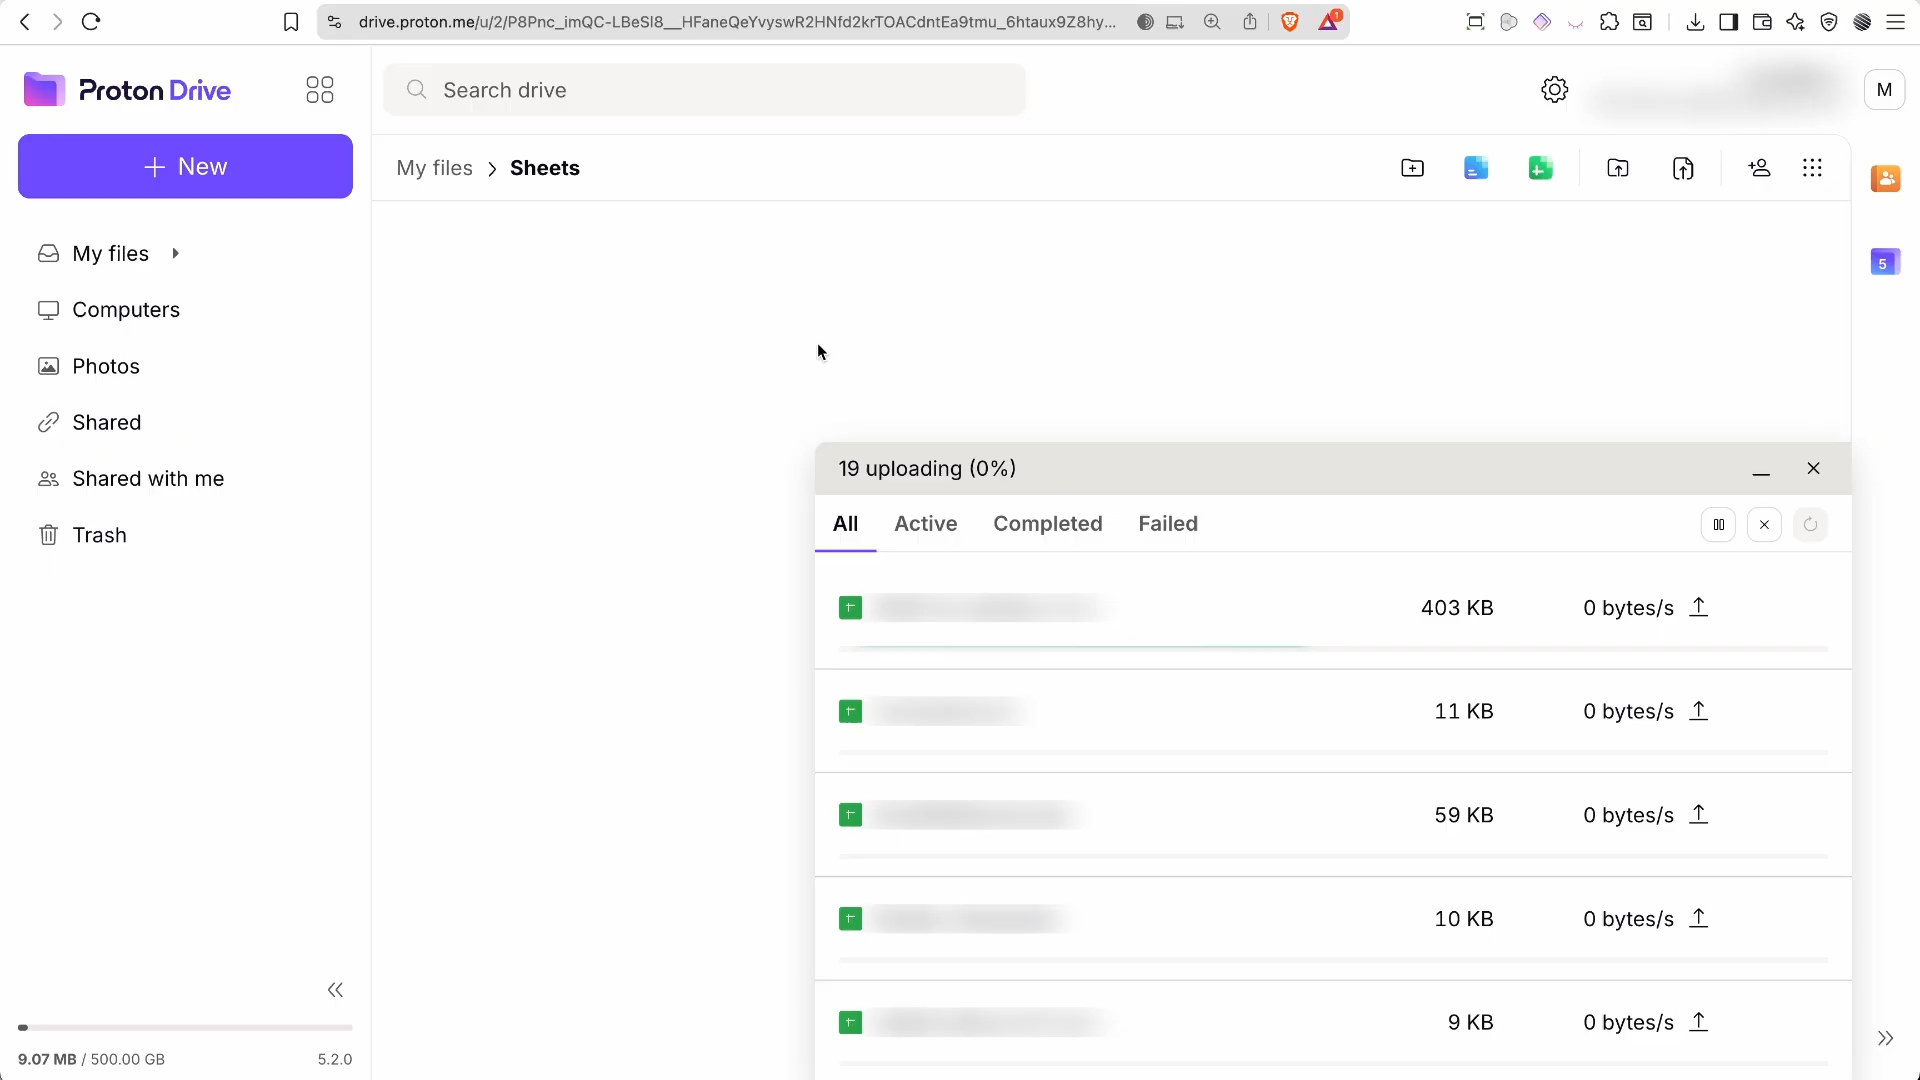 drive.proton.me/u/2/P8Pnc_imQC-LBeSI8__HFaneQeYvyswR2HNfd2krTOACdntEa9tmu_6htaux9Z8hy...
1
Proton Drive
Search drive
M
New
My files > Sheets
5
My files
Computers
Photos
Shared
Shared with me
Trash
19 uploading (0%)
All Active Completed Failed
403 KB 0 bytes/s
11 KB 0 bytes/s
59 KB 0 bytes/s
10 KB 0 bytes/s
9 KB 0 bytes/s
9.07 MB / 500.00 GB 5.2.0